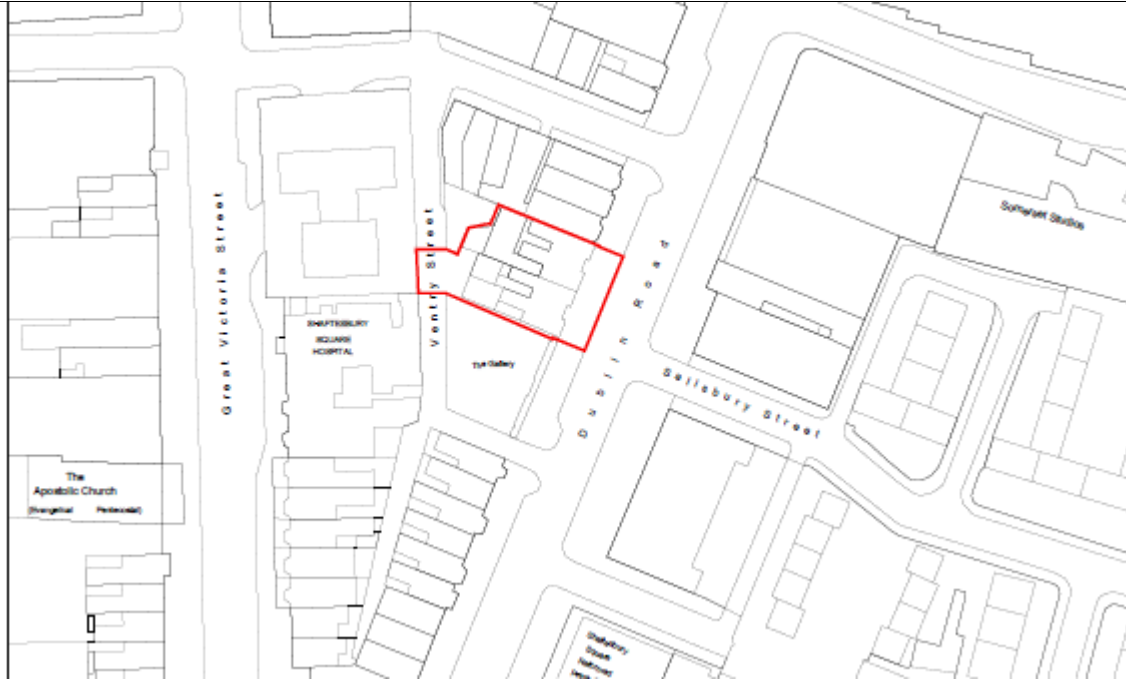 Somerset Studios
Great Victoria Street
Ventry Street
Dublin Road
SHAFTESBURY
SQUARE
HOSPITAL
The Gallery
Salisbury Street
The
Apostolic Church
(Evangelical Pentecostal)
Shaftesbury
Square